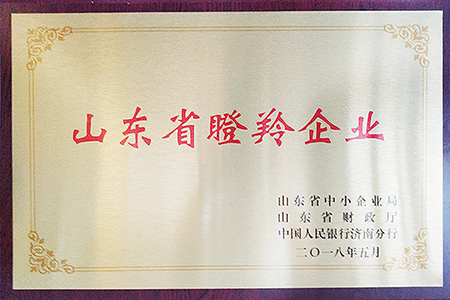 山东省瞪羚企业
山东省中小企业局
山东省财政厅
中国人民银行济南分行
二〇一八年五月